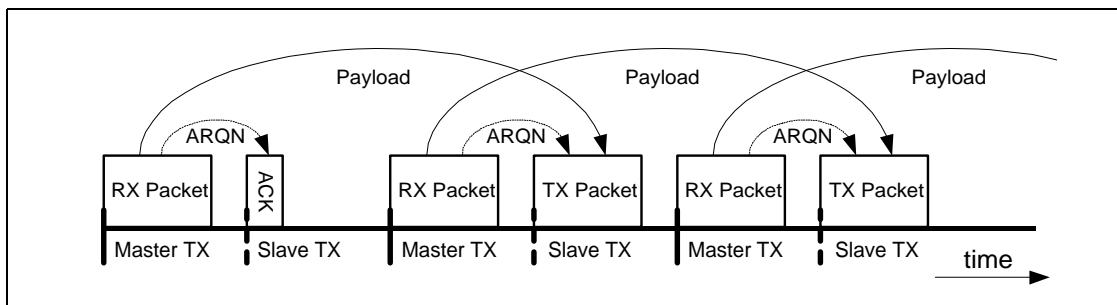 Payload Payload Payload
ARQN ARQN ARQN
RX Packet ACK RX Packet TX Packet RX Packet TX Packet
Master TX Slave TX Master TX Slave TX Master TX Slave TX
time